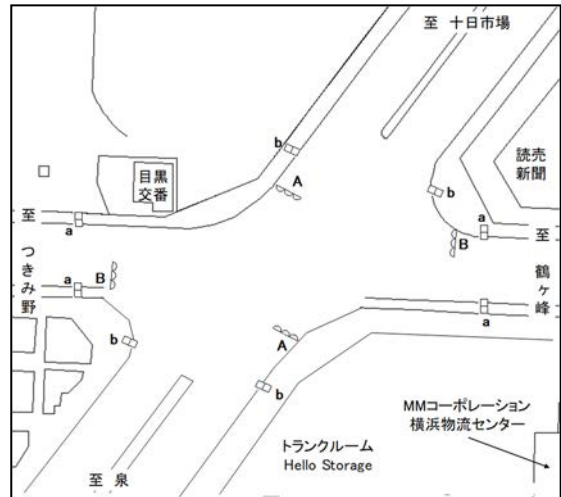 至 十日市場
b
A
目黒
交番
読売
新聞
b
a
B
至
a
至
つきみ野
鶴ヶ峰
a
B
a
b
A
b
MMコーポレーション
横浜物流センター
トランクルーム
Hello Storage
至 泉